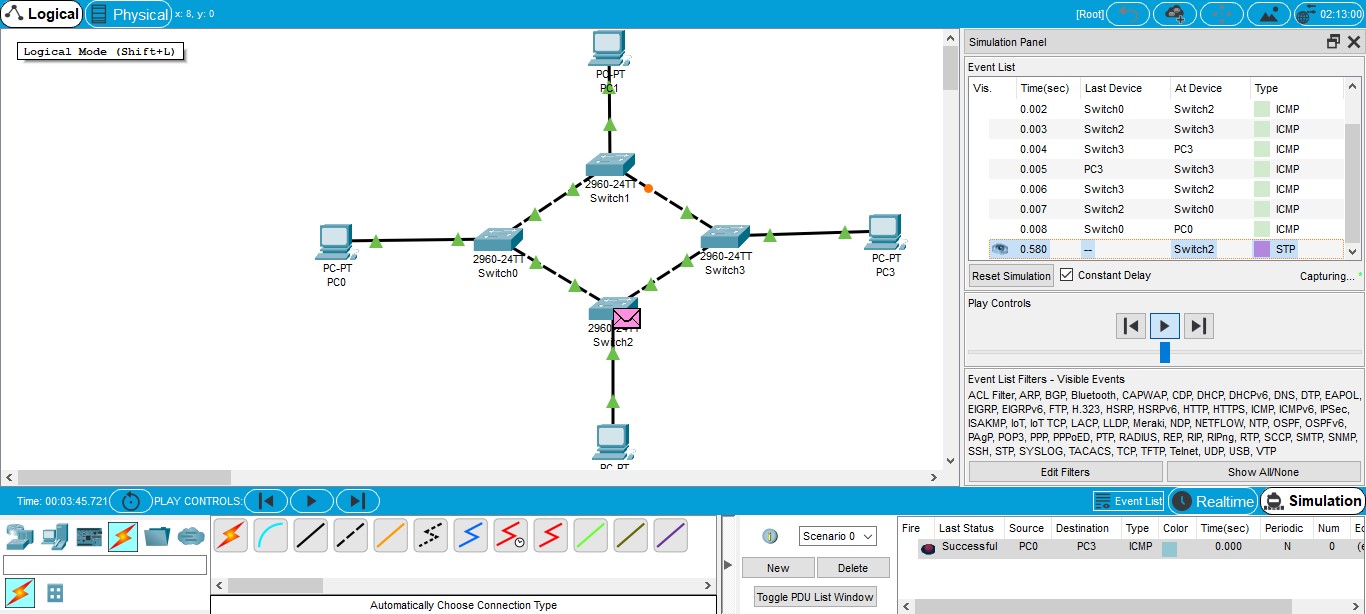 Logical
Physical
x: 8, y: 0
[Root]
02:13:00
Logical Mode (Shift+L)
PC-PT
PC1
2960-24TT
Switch1
PC-PT
PC0
2960-24TT
Switch0
2960-24TT
Switch3
PC-PT
PC3
2960-24TT
Switch2
PC-PT
Simulation Panel
Event List
Vis. Time(sec) Last Device At Device Type
0.002 Switch0 Switch2 ICMP
0.003 Switch2 Switch3 ICMP
0.004 Switch3 PC3 ICMP
0.005 PC3 Switch3 ICMP
0.006 Switch3 Switch2 ICMP
0.007 Switch2 Switch0 ICMP
0.008 Switch0 PC0 ICMP
0.580 -- Switch2 STP
Reset Simulation
Constant Delay
Capturing...
Play Controls
Event List Filters - Visible Events
ACL Filter, ARP, BGP, Bluetooth, CAPWAP, CDP, DHCP, DHCPv6, DNS, DTP, EAPOL,
EIGRP, EIGRPv6, FTP, H.323, HSRP, HSRPv6, HTTP, HTTPS, ICMP, ICMPv6, IPSec,
ISAKMP, IoT, IoT TCP, LACP, LLDP, Meraki, NDP, NETFLOW, NTP, OSPF, OSPFv6,
PAgP, POP3, PPP, PPPoED, PTP, RADIUS, REP, RIP, RIPng, RTP, SCCP, SMTP, SNMP,
SSH, STP, SYSLOG, TACACS, TCP, TFTP, Telnet, UDP, USB, VTP
Edit Filters
Show All/None
Time: 00:03:45.721
PLAY CONTROLS:
Event List
Realtime
Simulation
Automatically Choose Connection Type
Scenario 0
New
Delete
Toggle PDU List Window
Fire Last Status Source Destination Type Color Time(sec) Periodic Num
Successful PC0 PC3 ICMP 0.000 N 0